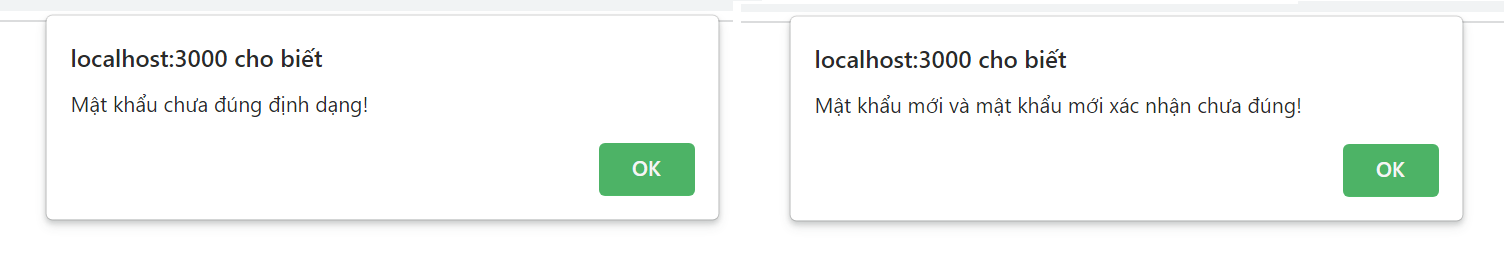 localhost:3000 cho biết
Mật khẩu chưa đúng định dạng!
OK
localhost:3000 cho biết
Mật khẩu mới và mật khẩu mới xác nhận chưa đúng!
OK